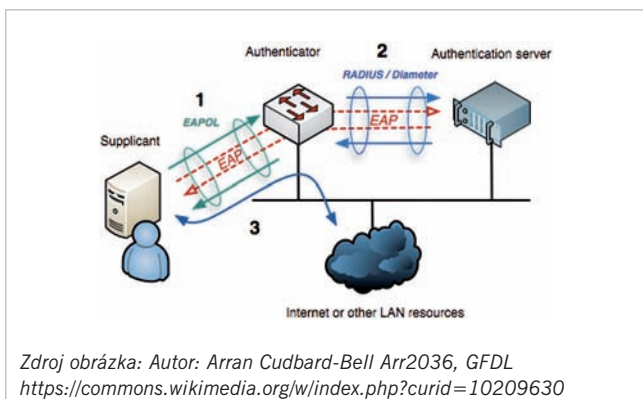 Authenticator
2
Authentication server
RADIUS / Diameter
1
EAPOL
EAP
EAP
Supplicant
3
Internet or other LAN resources
Zdroj obrázka: Autor: Arran Cudbard-Bell Arr2036, GFDL
https://commons.wikimedia.org/w/index.php?curid=10209630